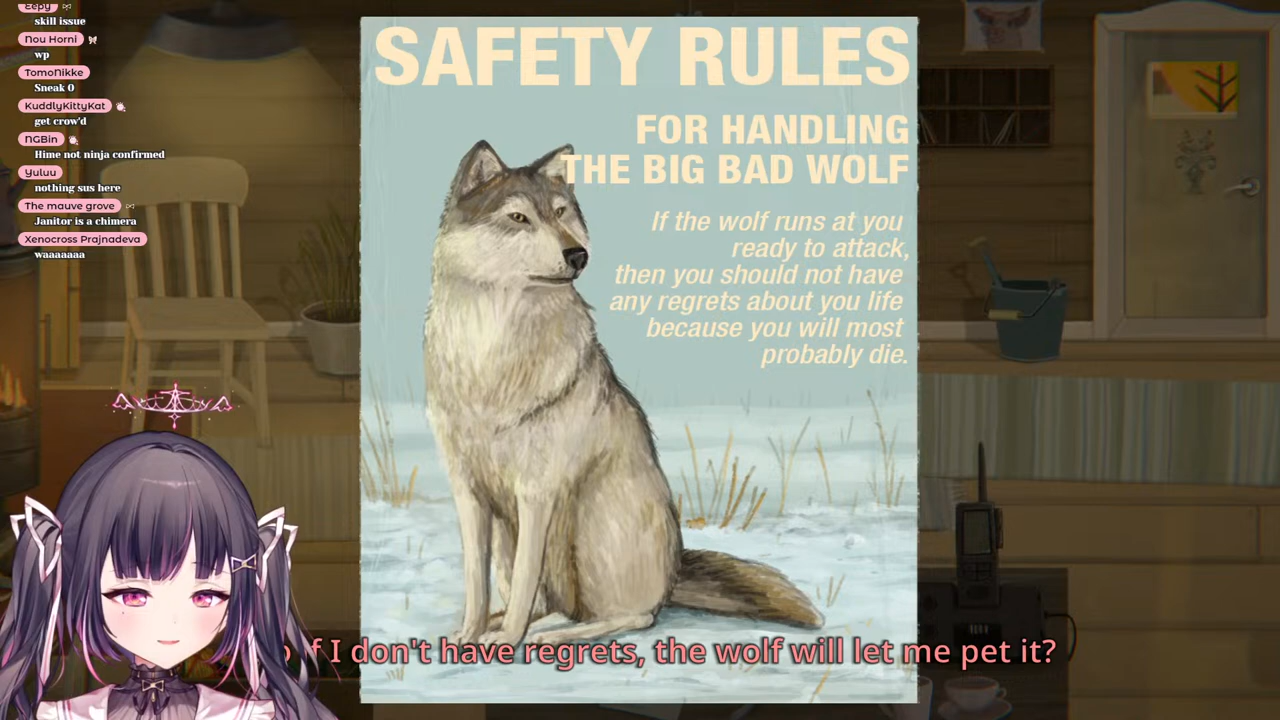 Eepy
skill issue
Nou Horni
wp
TomoNikke
Sneak 0
KuddlyKittyKat
get crow'd
NGBin
Hime not ninja confirmed
Yuluu
nothing sus here
The mauve grove
Janitor is a chimera
Xenocross Prajnadeva
waaaaaaa
SAFETY RULES
FOR HANDLING
THE BIG BAD WOLF
If the wolf runs at you
ready to attack,
then you should not have
any regrets about you life
because you will most
probably die.
if I don't have regrets, the wolf will let me pet it?